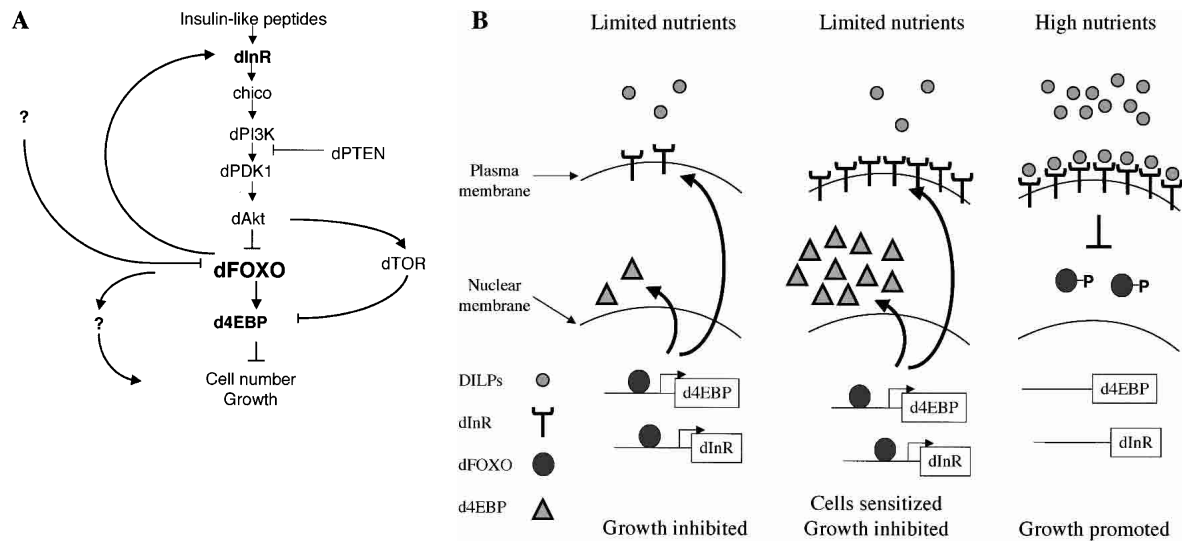 A
Insulin-like peptides
dInR
chico
?
dPI3K
dPTEN
dPDK1
dAkt
dTOR
dFOXO
?
d4EBP
Cell number
Growth
B
Limited nutrients
Limited nutrients
High nutrients
Plasma
membrane
P
P
Nuclear
membrane
DILPs
dInR
dFOXO
d4EBP
d4EBP
dInR
d4EBP
dInR
d4EBP
dInR
Growth inhibited
Cells sensitized
Growth inhibited
Growth promoted